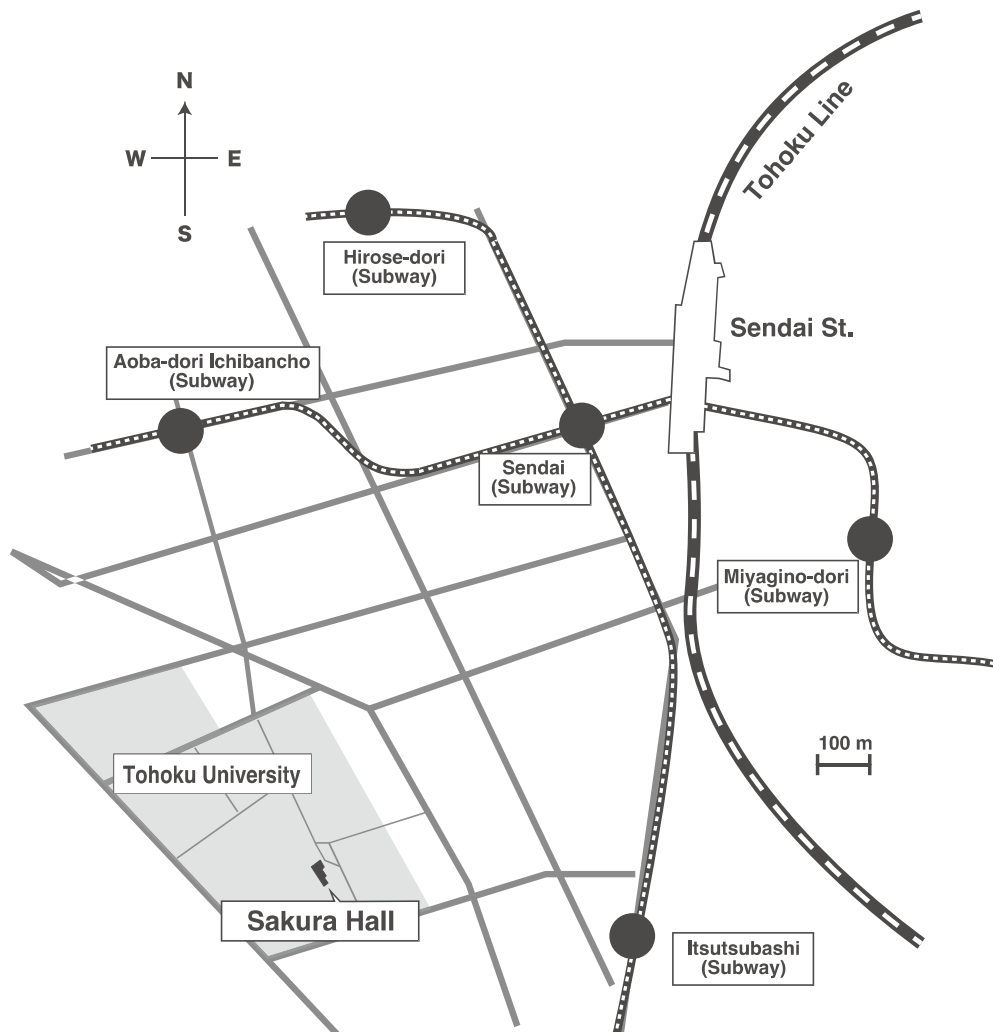 N
W
E
S
Tohoku Line
Hirose-dori
(Subway)
Sendai St.
Aoba-dori Ichibancho
(Subway)
Sendai
(Subway)
Miyagino-dori
(Subway)
100 m
Tohoku University
Sakura Hall
Itsutsubashi
(Subway)